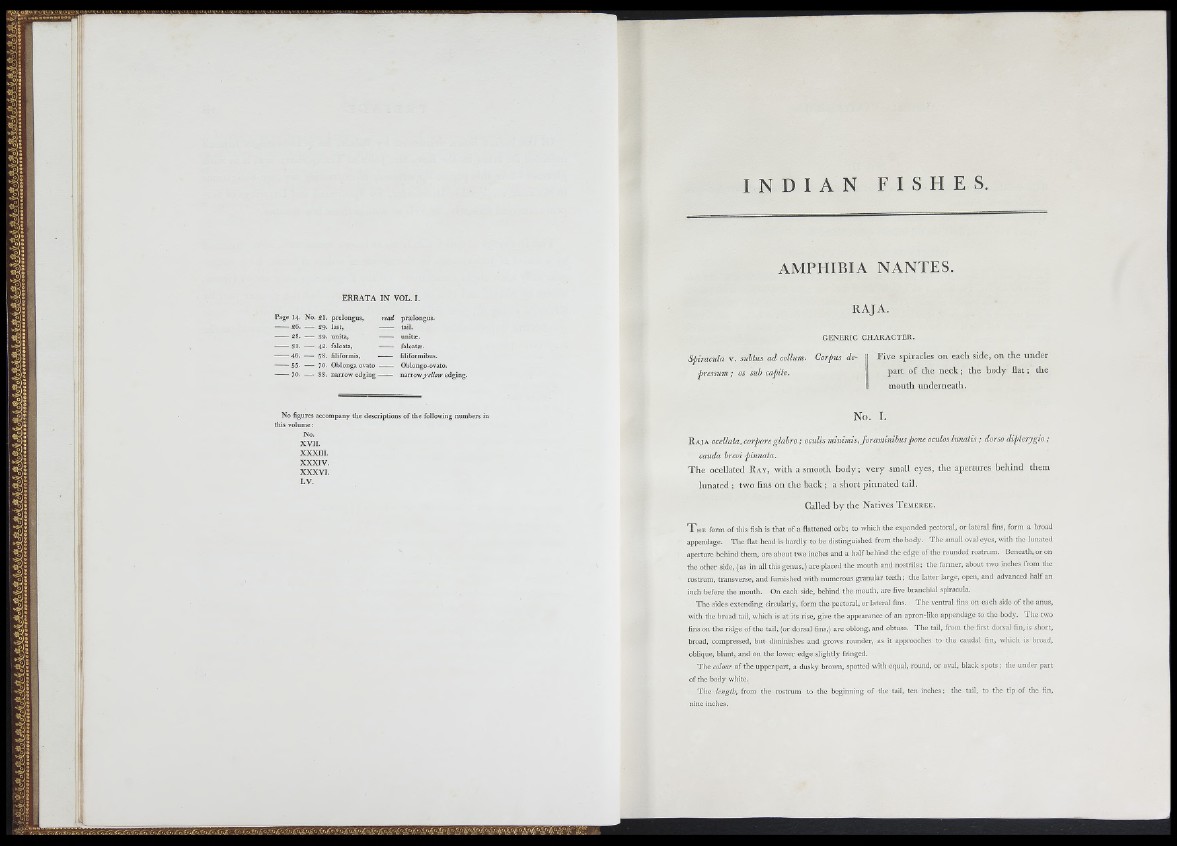 ERRATA IN VOL. I.
Page 14. No. 21. prelongus, read prælongus.
—— 26. —— 29. last, —— tail.
—— 28. —— 32. unita, —— unitæ.
—— 31. —— 42. falcata, —— falcatæ.
—— 40. —— 58. filiformis, —— filiformibus.
—— 55. —— 70. Oblonga ovato —— Oblongo-ovato.
—— 70. —— 88. narrow edging —— narrow yellow edging.
No figures accompany the descriptions of the following numbers in
this volume:
No.
XVII.
XXXIII.
XXXIV.
XXXVI.
LV.
INDIAN FISHES.
AMPHIBIA NANTES.
RAJA.
GENERIC CHARACTER.
Spiracula v. subtus ad collum. Corpus de-
pressum; os sub capite.
Five spiracles on each side, on the under
part of the neck; the body flat; the
mouth underneath.
No. I.
RAJA ocellata, corpore glabro; oculis minimis, foraminibus pone oculos lunatis; dorso dipterygio;
cauda brevi pinnata.
The ocellated RAY, with a smooth body; very small eyes, the apertures behind them
lunated; two fins on the back; a short pinnated tail.
Called by the Natives TEMEREE.
THE form of this fish is that of a flattened orb; to which the expanded pectoral, or lateral fins, form a broad
appendage. The flat head is hardly to be distinguished from the body. The small oval eyes, with the lunated
aperture behind them, are about two inches and a half behind the edge of the rounded rostrum. Beneath, or on
the other side, (as in all this genus,) are placed the mouth and nostrils; the former, about two inches from the
rostrum, transverse, and furnished with numerous granular teeth: the latter large, open, and advanced half an
inch before the mouth. On each side, behind the mouth, are five branchial spiracula.
The sides extending circularly, form the pectoral, or lateral fins. The ventral fins on each side of the anus,
with the broad tail, which is at its rise, give the appearance of an apron-like appendage to the body. The two
fins on the ridge of the tail, (or dorsal fins,) are oblong, and obtuse. The tail, from the first dorsal fin, is short,
broad, compressed, but diminishes and grows rounder, as it approaches to the caudal fin, which is broad,
oblique, blunt, and on the lower edge slightly fringed.
The colour of the upper part, a dusky brown, spotted with equal, round, or oval, black spots; the under part
of the body white.
The length, from the rostrum to the beginning of the tail, ten inches; the tail, to the tip of the fin,
nine inches.